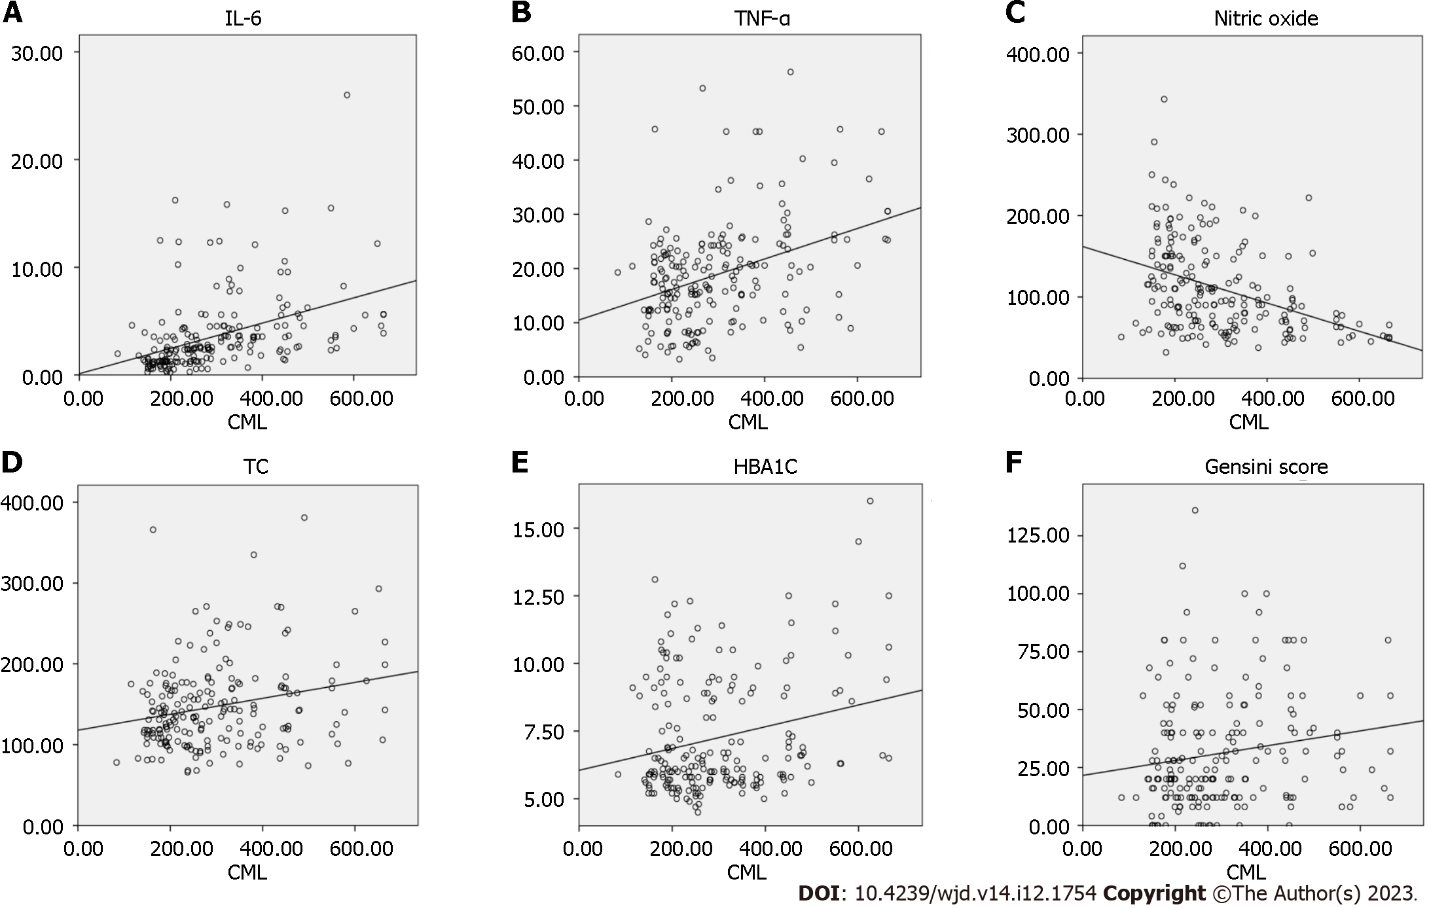 A IL-6
30.00
20.00
10.00
0.00
0.00 200.00 400.00 600.00
CML
B TNF-α
60.00
50.00
40.00
30.00
20.00
10.00
0.00
0.00 200.00 400.00 600.00
CML
C Nitric oxide
400.00
300.00
200.00
100.00
0.00
0.00 200.00 400.00 600.00
CML
D TC
400.00
300.00
200.00
100.00
0.00
0.00 200.00 400.00 600.00
CML
E HBA1C
15.00
12.50
10.00
7.50
5.00
0.00 200.00 400.00 600.00
CML
F Gensini score
125.00
100.00
75.00
50.00
25.00
0.00
0.00 200.00 400.00 600.00
CML
DOI: 10.4239/wjd.v14.i12.1754 Copyright ©The Author(s) 2023.